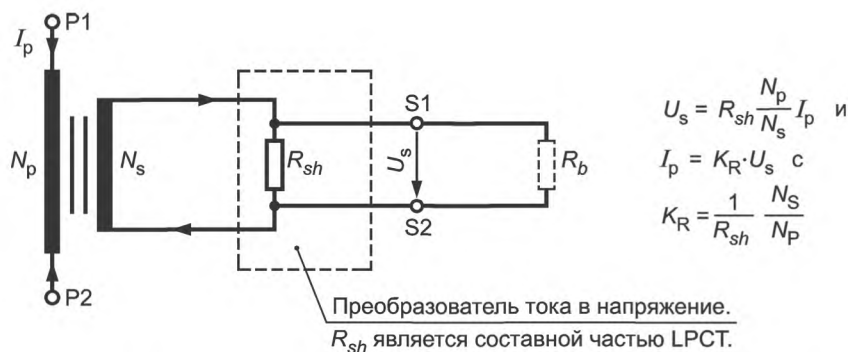 P1
I_p
N_p
N_s
R_sh
S1
U_s
S2
R_b
P2
U_s = R_sh N_p/N_s I_p и
I_p = K_R·U_s с
K_R = 1/R_sh N_S/N_P
Преобразователь тока в напряжение.
R_sh является составной частью LPCT.